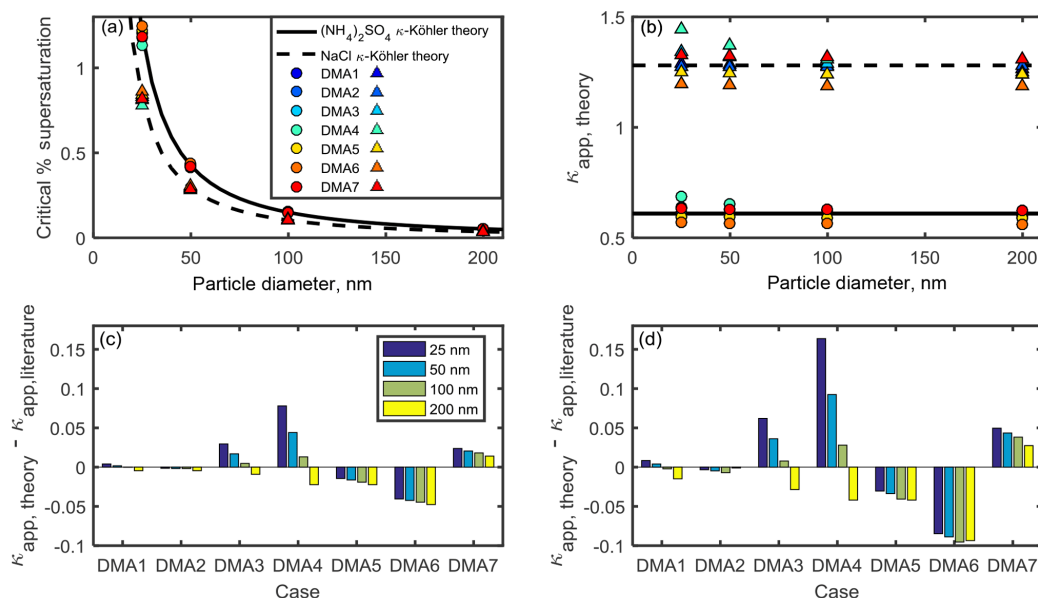 (a)
(NH4)2SO4 κ-Köhler theory
NaCl κ-Köhler theory
DMA1
DMA2
DMA3
DMA4
DMA5
DMA6
DMA7
1
0.5
0
Critical % supersaturation
0 50 100 150 200
Particle diameter, nm
(b)
1.5
1
0.5
κapp, theory
0 50 100 150 200
Particle diameter, nm
(c)
25 nm
50 nm
100 nm
200 nm
0.15
0.1
0.05
0
-0.05
-0.1
κapp, theory - κapp,literature
DMA1 DMA2 DMA3 DMA4 DMA5 DMA6 DMA7
Case
(d)
0.15
0.1
0.05
0
-0.05
-0.1
κapp, theory - κapp,literature
DMA1 DMA2 DMA3 DMA4 DMA5 DMA6 DMA7
Case